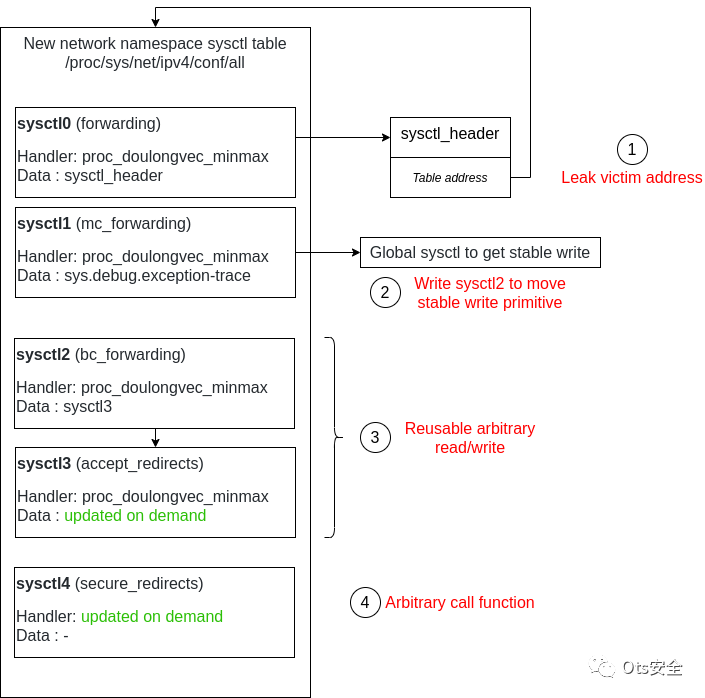 New network namespace sysctl table
/proc/sys/net/ipv4/conf/all
sysctl0 (forwarding)
Handler: proc_doulongvec_minmax
Data : sysctl_header
sysctl_header
Table address
1
Leak victim address
sysctl1 (mc_forwarding)
Handler: proc_doulongvec_minmax
Data : sys.debug.exception-trace
Global sysctl to get stable write
2
Write sysctl2 to move
stable write primitive
sysctl2 (bc_forwarding)
Handler: proc_doulongvec_minmax
Data : sysctl3
3
Reusable arbitrary
read/write
sysctl3 (accept_redirects)
Handler: proc_doulongvec_minmax
Data : updated on demand
sysctl4 (secure_redirects)
Handler: updated on demand
Data : -
4
Arbitrary call function
Ots安全